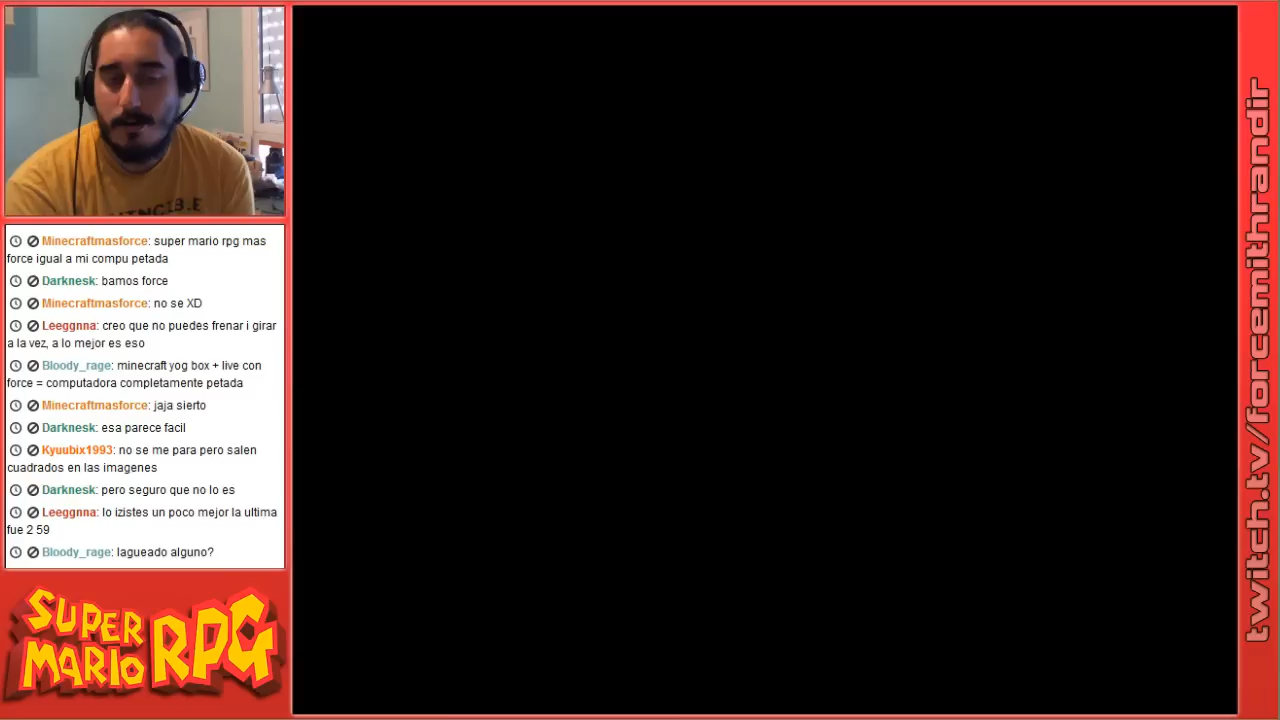 Minecraftmasforce: super mario rpg mas
force igual a mi compu petada
Darknesk: bamos force
Minecraftmasforce: no se XD
Leeggnna: creo que no puedes frenar i girar
a la vez, a lo mejor es eso
Bloody_rage: minecraft yog box + live con
force = computadora completamente petada
Minecraftmasforce: jaja sierto
Darknesk: esa parece facil
Kyuubix1993: no se me para pero salen
cuadrados en las imagenes
Darknesk: pero seguro que no lo es
Leeggnna: lo izistes un poco mejor la ultima
fue 2 59
Bloody_rage: lagueado alguno?
SUPER
MARIO RPG
twitch.tv/forcemithrandir